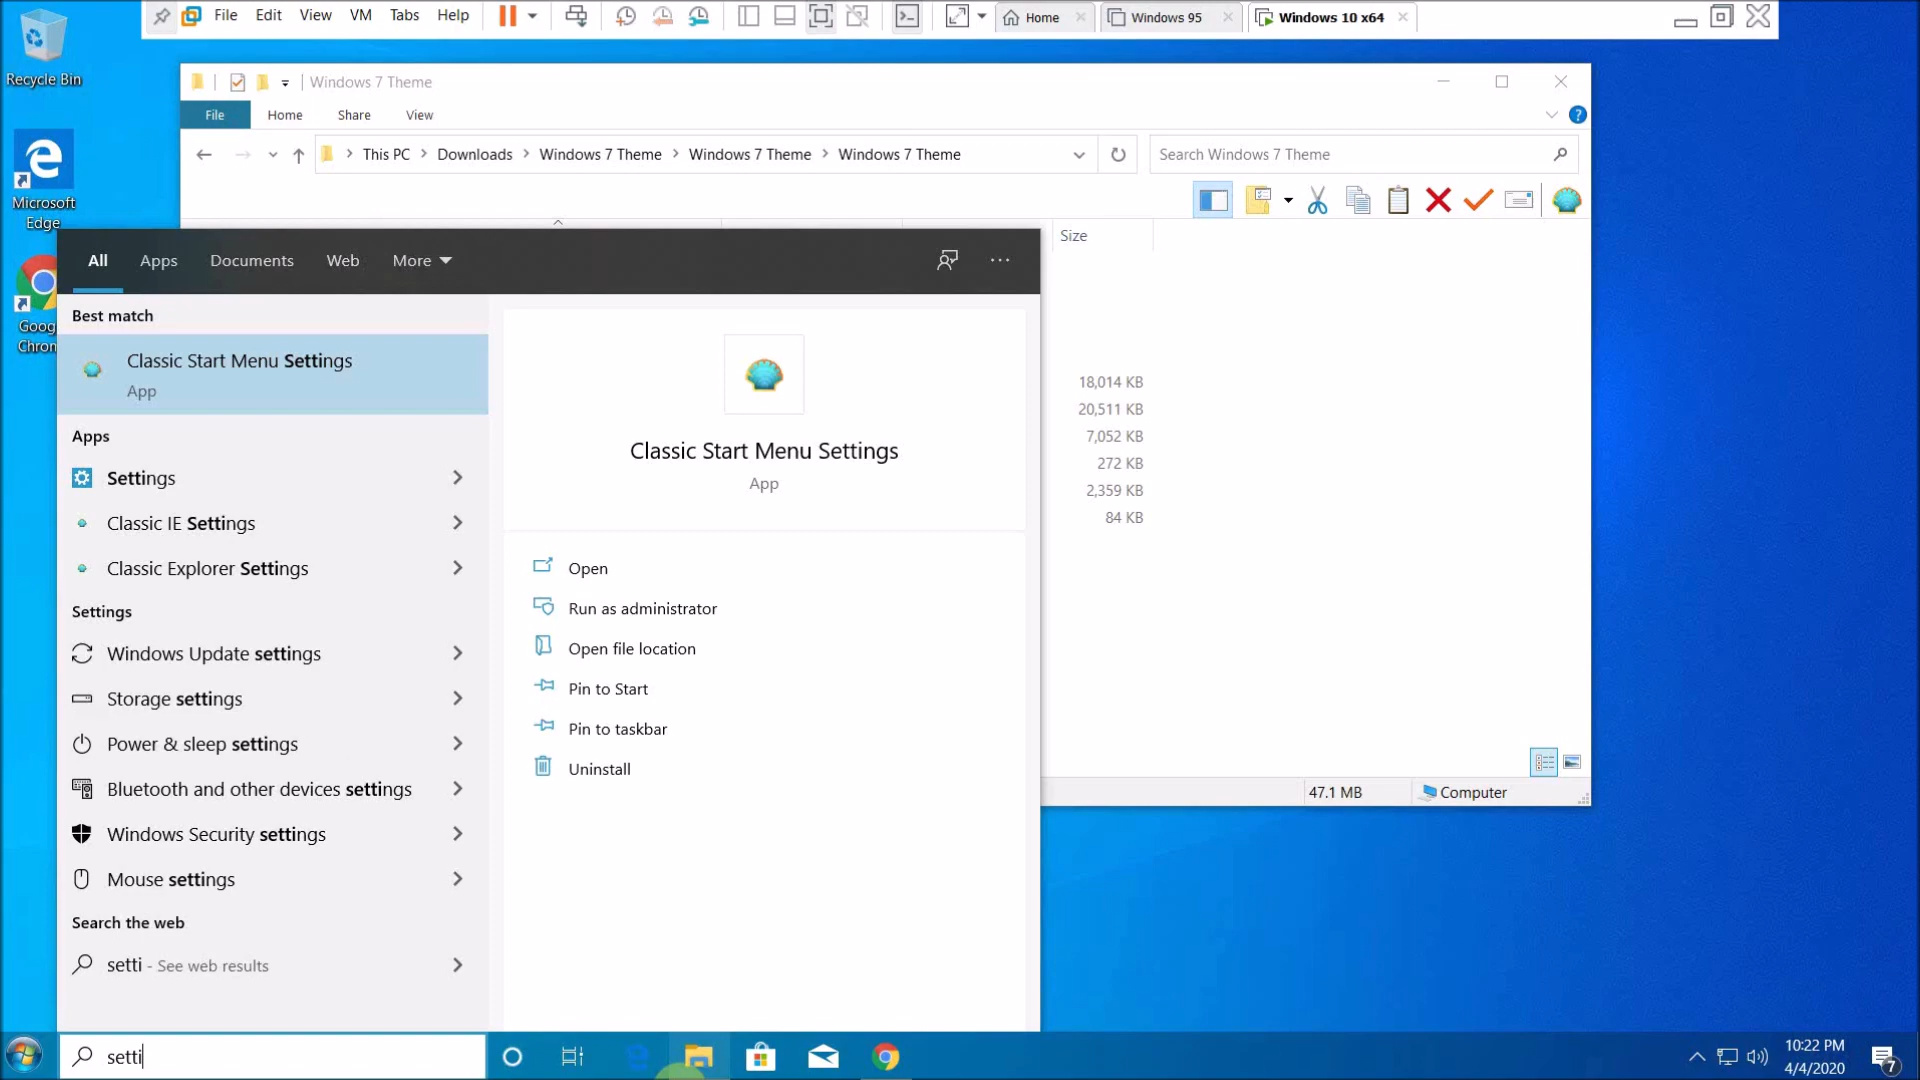 File Edit View VM Tabs Help
Home
Windows 95
Windows 10 x64
Recycle Bin
Microsoft
Edge
Goog
Chron
Windows 7 Theme
File Home Share View
This PC Downloads Windows 7 Theme Windows 7 Theme Windows 7 Theme
Search Windows 7 Theme
Size
18,014 KB
20,511 KB
7,052 KB
272 KB
2,359 KB
84 KB
47.1 MB
Computer
All Apps Documents Web More
Best match
Classic Start Menu Settings
App
Apps
Settings
Classic IE Settings
Classic Explorer Settings
Settings
Windows Update settings
Storage settings
Power & sleep settings
Bluetooth and other devices settings
Windows Security settings
Mouse settings
Search the web
setti - See web results
Classic Start Menu Settings
App
Open
Run as administrator
Open file location
Pin to Start
Pin to taskbar
Uninstall
setti
10:22 PM
4/4/2020
7